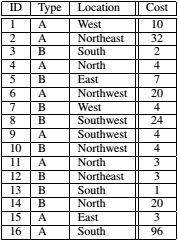 ID Type Location Cost
1 A West 10
2 A Northeast 32
3 B South 2
4 A North 4
5 B East 7
6 A Northwest 20
7 B West 4
8 B Southwest 24
9 A Southwest 4
10 B Northwest 4
11 A North 3
12 B Northeast 3
13 B South 1
14 B North 20
15 A East 3
16 A South 96